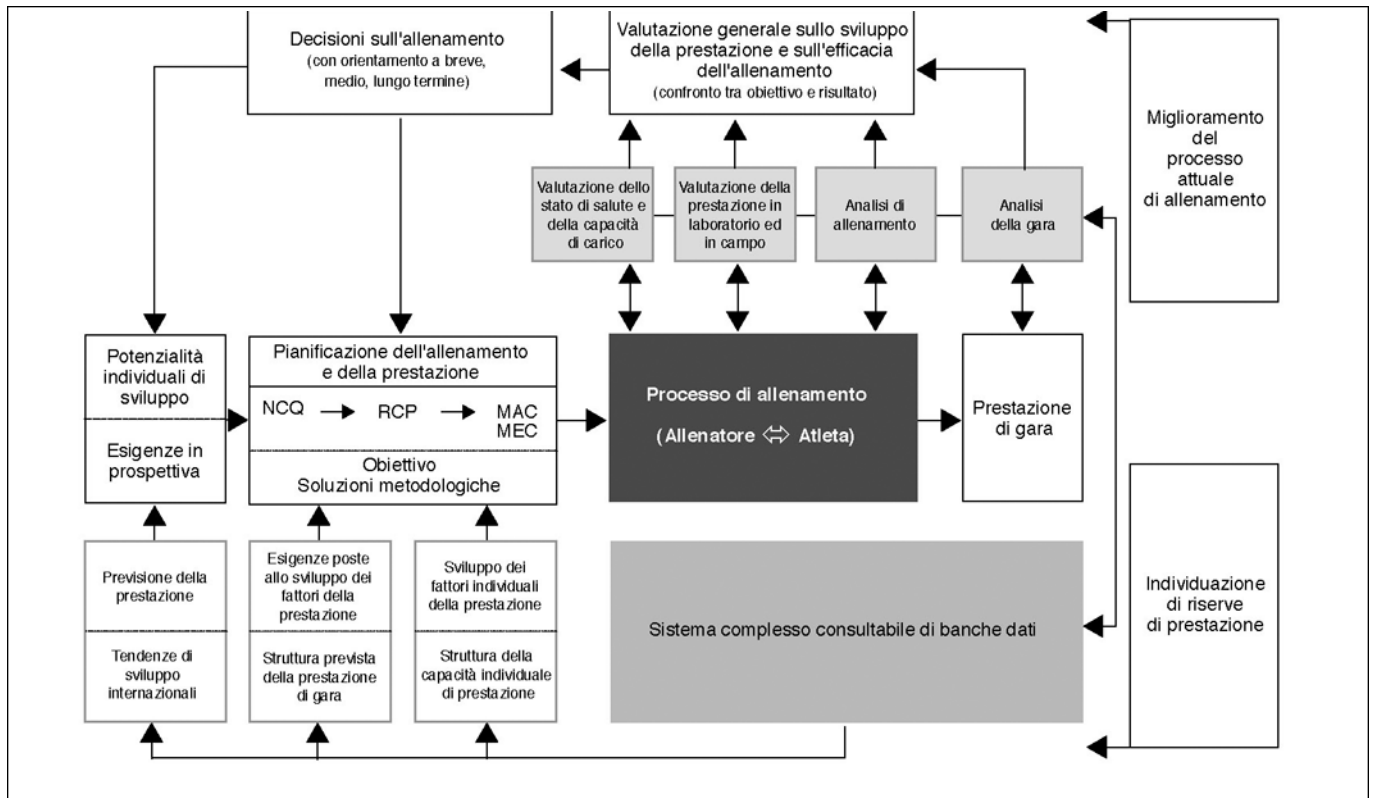 Decisioni sull'allenamento
(con orientamento a breve,
medio, lungo termine)
Valutazione generale sullo sviluppo
della prestazione e sull'efficacia
dell'allenamento
(confronto tra obiettivo e risultato)
Miglioramento
del
processo
attuale
di allenamento
Valutazione dello
stato di salute e
della capacità
di carico
Valutazione della
prestazione in
laboratorio ed
in campo
Analisi di
allenamento
Analisi
della gara
Potenzialità
individuali di
sviluppo
Esigenze in
prospettiva
Pianificazione dell'allenamento
e della prestazione
NCQ RCP MAC
MEC
Obiettivo
Soluzioni metodologiche
Processo di allenamento
(Allenatore ⇔ Atleta)
Prestazione
di gara
Previsione della
prestazione
Tendenze di
sviluppo
internazionali
Esigenze poste
allo sviluppo dei
fattori della
prestazione
Struttura prevista
della prestazione
di gara
Sviluppo dei
fattori individuali
della prestazione
Struttura della
capacità individuale
di prestazione
Sistema complesso consultabile di banche dati
Individuazione
di riserve
di prestazione